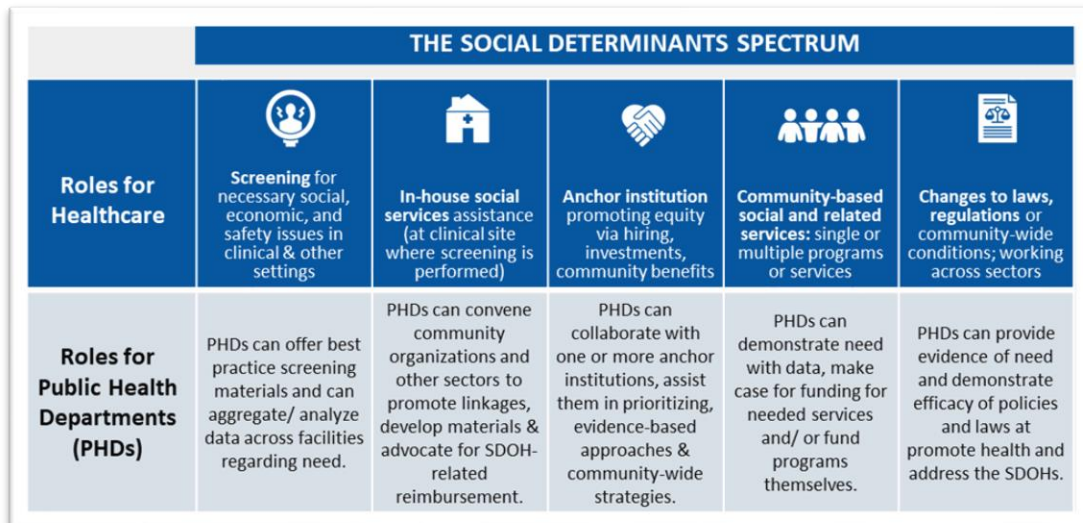 THE SOCIAL DETERMINANTS SPECTRUM
Roles for
Healthcare
Screening for
necessary social,
economic, and
safety issues in
clinical & other
settings
In-house social
services assistance
(at clinical site
where screening is
performed)
Anchor institution
promoting equity
via hiring,
investments,
community benefits
Community-based
social and related
services: single or
multiple programs
or services
Changes to laws,
regulations or
community-wide
conditions; working
across sectors
Roles for
Public Health
Departments
(PHDs)
PHDs can offer best
practice screening
materials and can
aggregate/ analyze
data across facilities
regarding need.
PHDs can convene
community
organizations and
other sectors to
promote linkages,
develop materials &
advocate for SDOH-
related
reimbursement.
PHDs can
collaborate with
one or more anchor
institutions, assist
them in prioritizing,
evidence-based
approaches &
community-wide
strategies.
PHDs can
demonstrate need
with data, make
case for funding for
needed services
and/ or fund
programs
themselves.
PHDs can provide
evidence of need
and demonstrate
efficacy of policies
and laws at
promote health and
address the SDOHs.